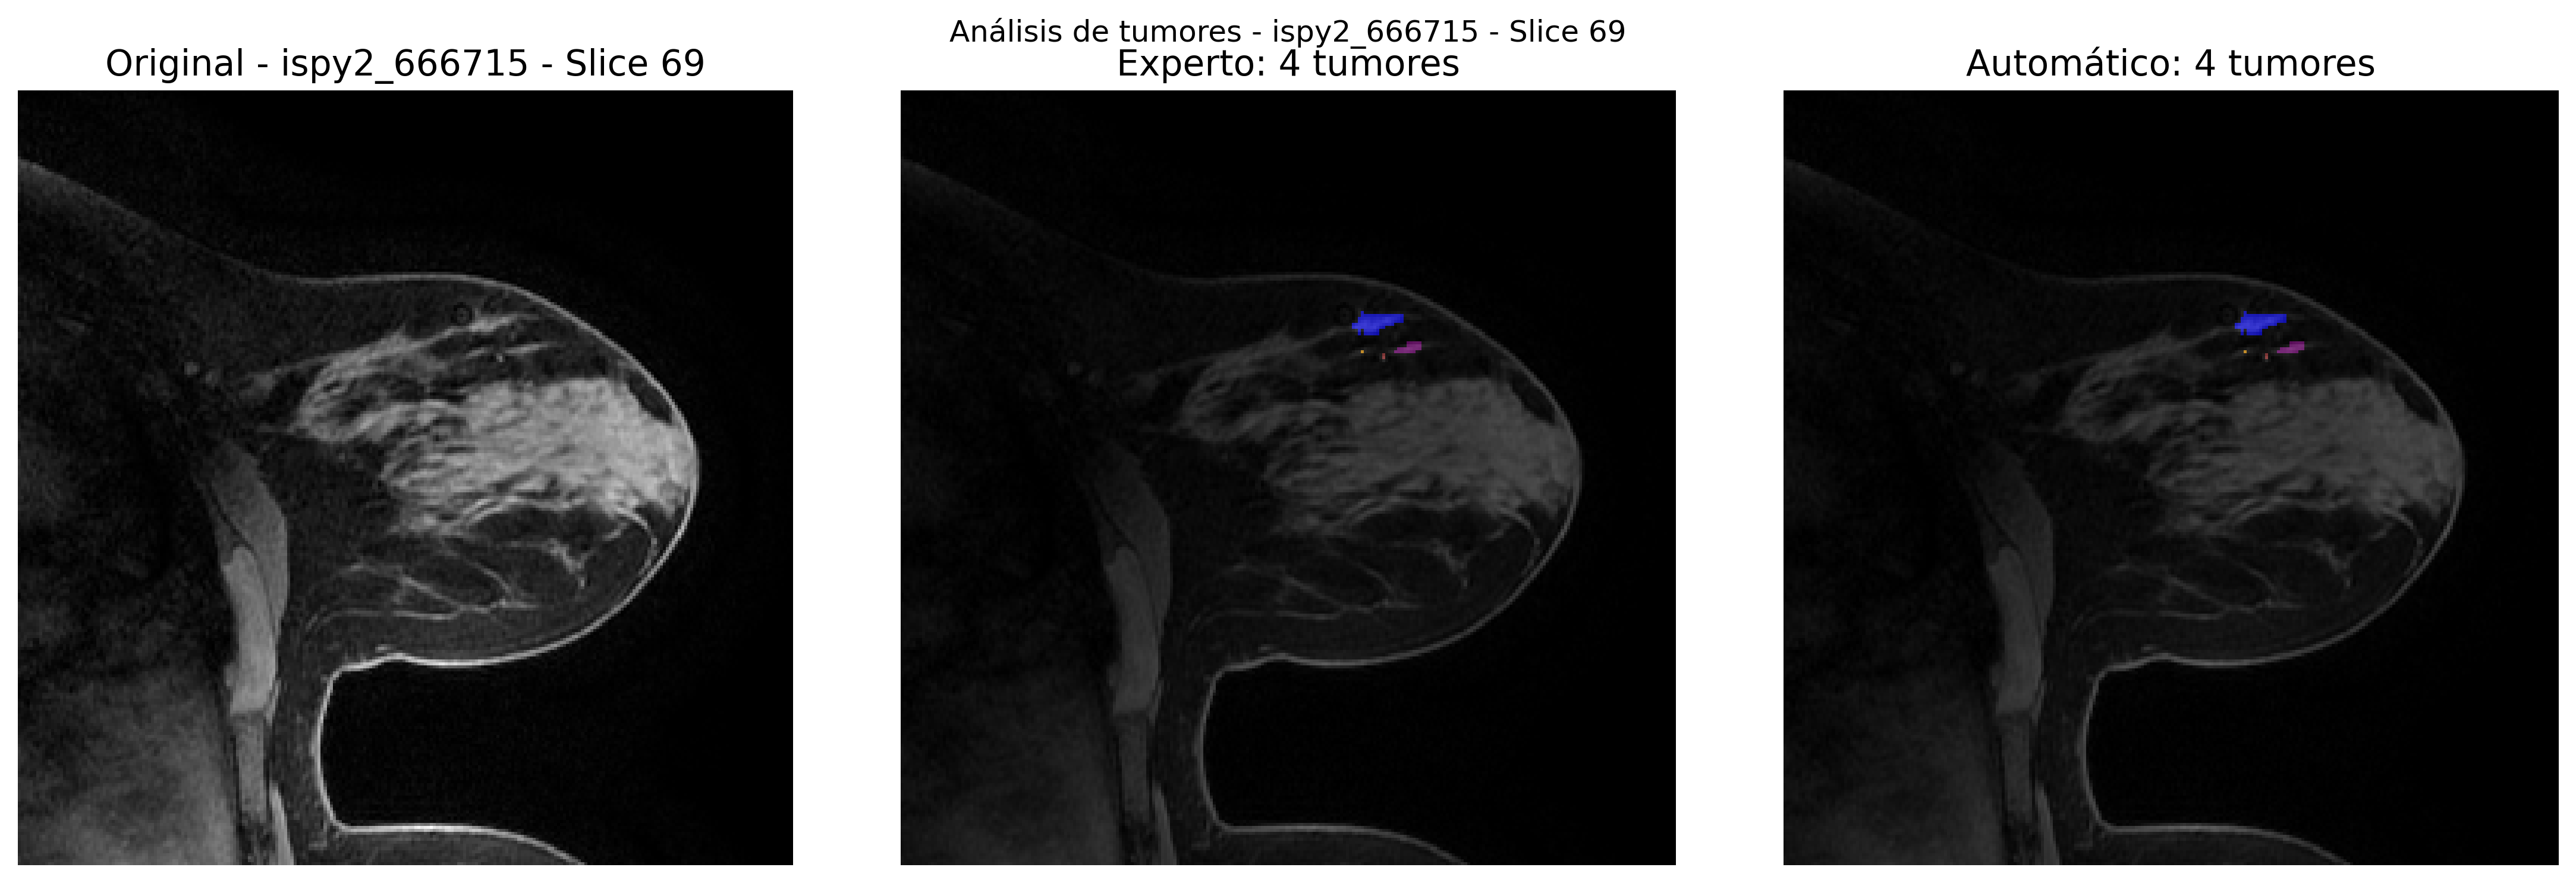 Análisis de tumores - ispy2_666715 - Slice 69
Original - ispy2_666715 - Slice 69
Experto: 4 tumores
Automático: 4 tumores